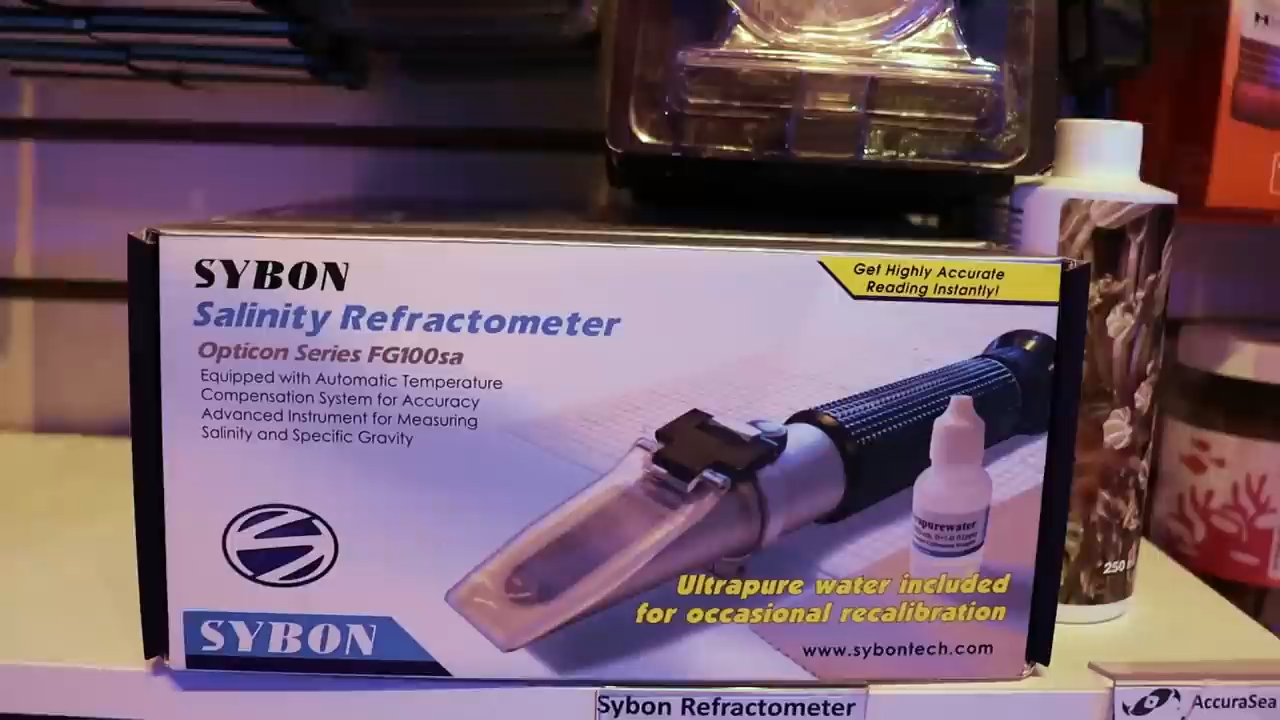 SYBON
Salinity Refractometer
Opticon Series FG100sa
Equipped with Automatic Temperature
Compensation System for Accuracy
Advanced Instrument for Measuring
Salinity and Specific Gravity
Get Highly Accurate
Reading Instantly!
Ultrapure water included
for occasional recalibration
www.sybontech.com
SYBON
250
Sybon Refractometer
AccuraSea